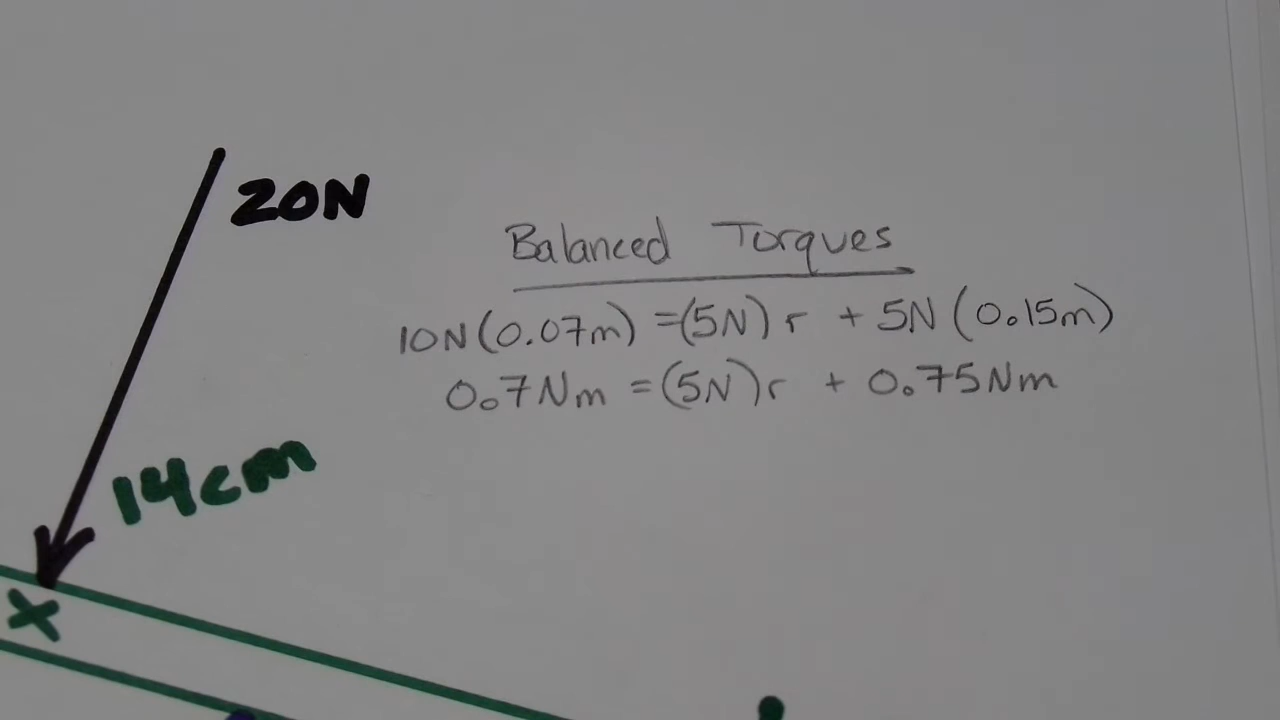 20N
Balanced Torques
10N(0.07m) =(5N) r + 5N (0.15m)
0.7Nm = (5N)r + 0.75Nm
14cm
X